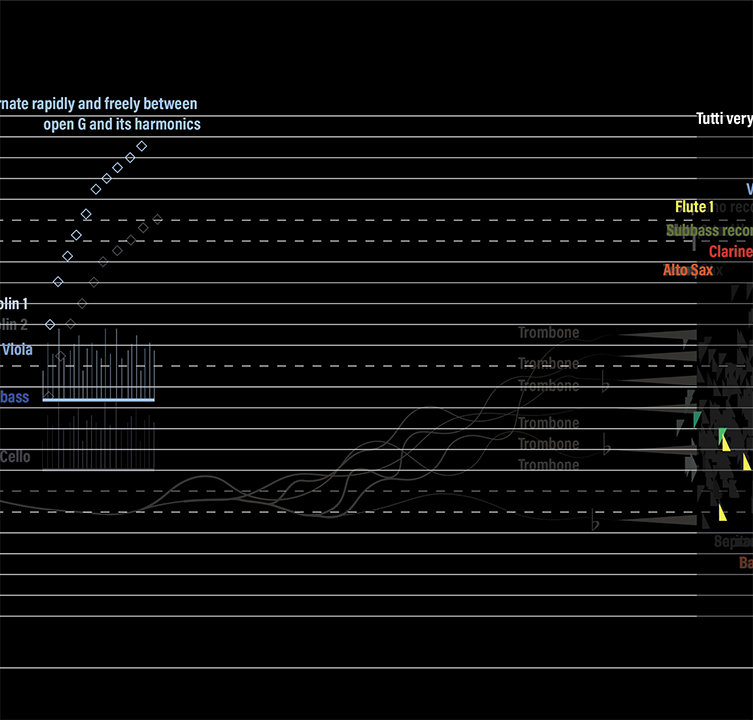 rnate rapidly and freely between
open G and its harmonics
Tutti very
V
Flute 1
no reco
Subbass recor
Clarine
Alto Sax
olin 1
olin 2
Viola
bass
Cello
Trombone
Trombone
Trombone
Trombone
Trombone
Trombone
Ba